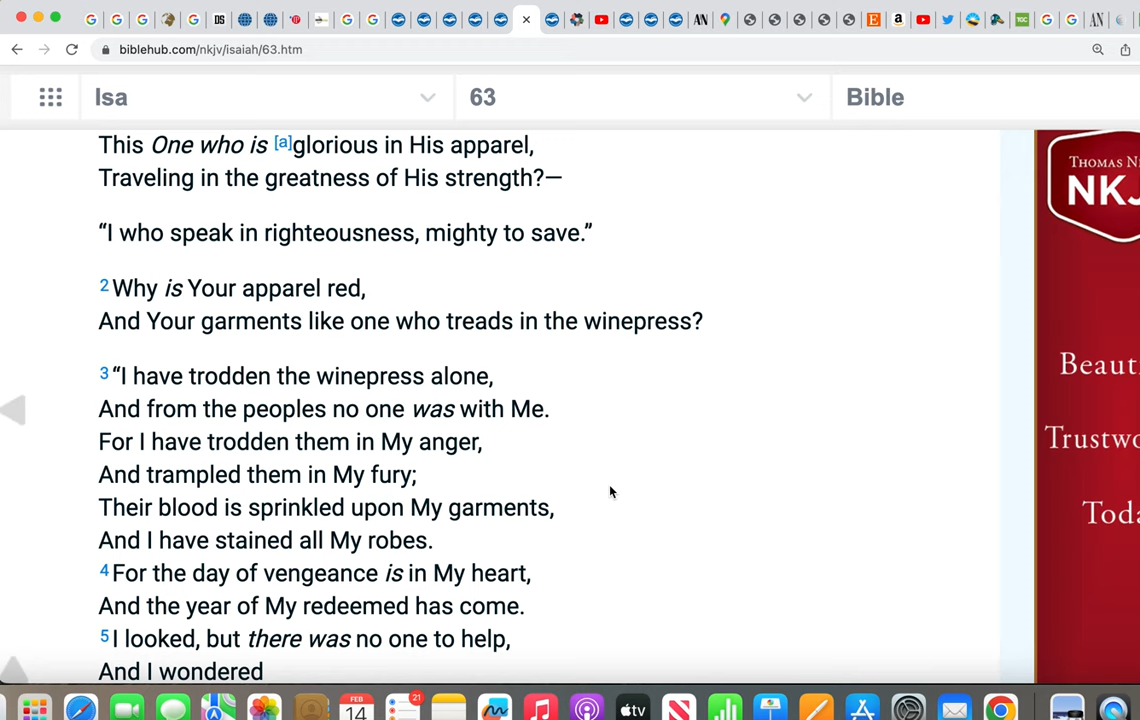 biblehub.com/nkjv/isaiah/63.htm
Isa
63
Bible
This One who is [a]glorious in His apparel,
Traveling in the greatness of His strength?—
“I who speak in righteousness, mighty to save.”
2 Why is Your apparel red,
And Your garments like one who treads in the winepress?
3 “I have trodden the winepress alone,
And from the peoples no one was with Me.
For I have trodden them in My anger,
And trampled them in My fury;
Their blood is sprinkled upon My garments,
And I have stained all My robes.
4 For the day of vengeance is in My heart,
And the year of My redeemed has come.
5 I looked, but there was no one to help,
And I wondered
THOMAS
NKJ
Today
FEB
14
21
tv